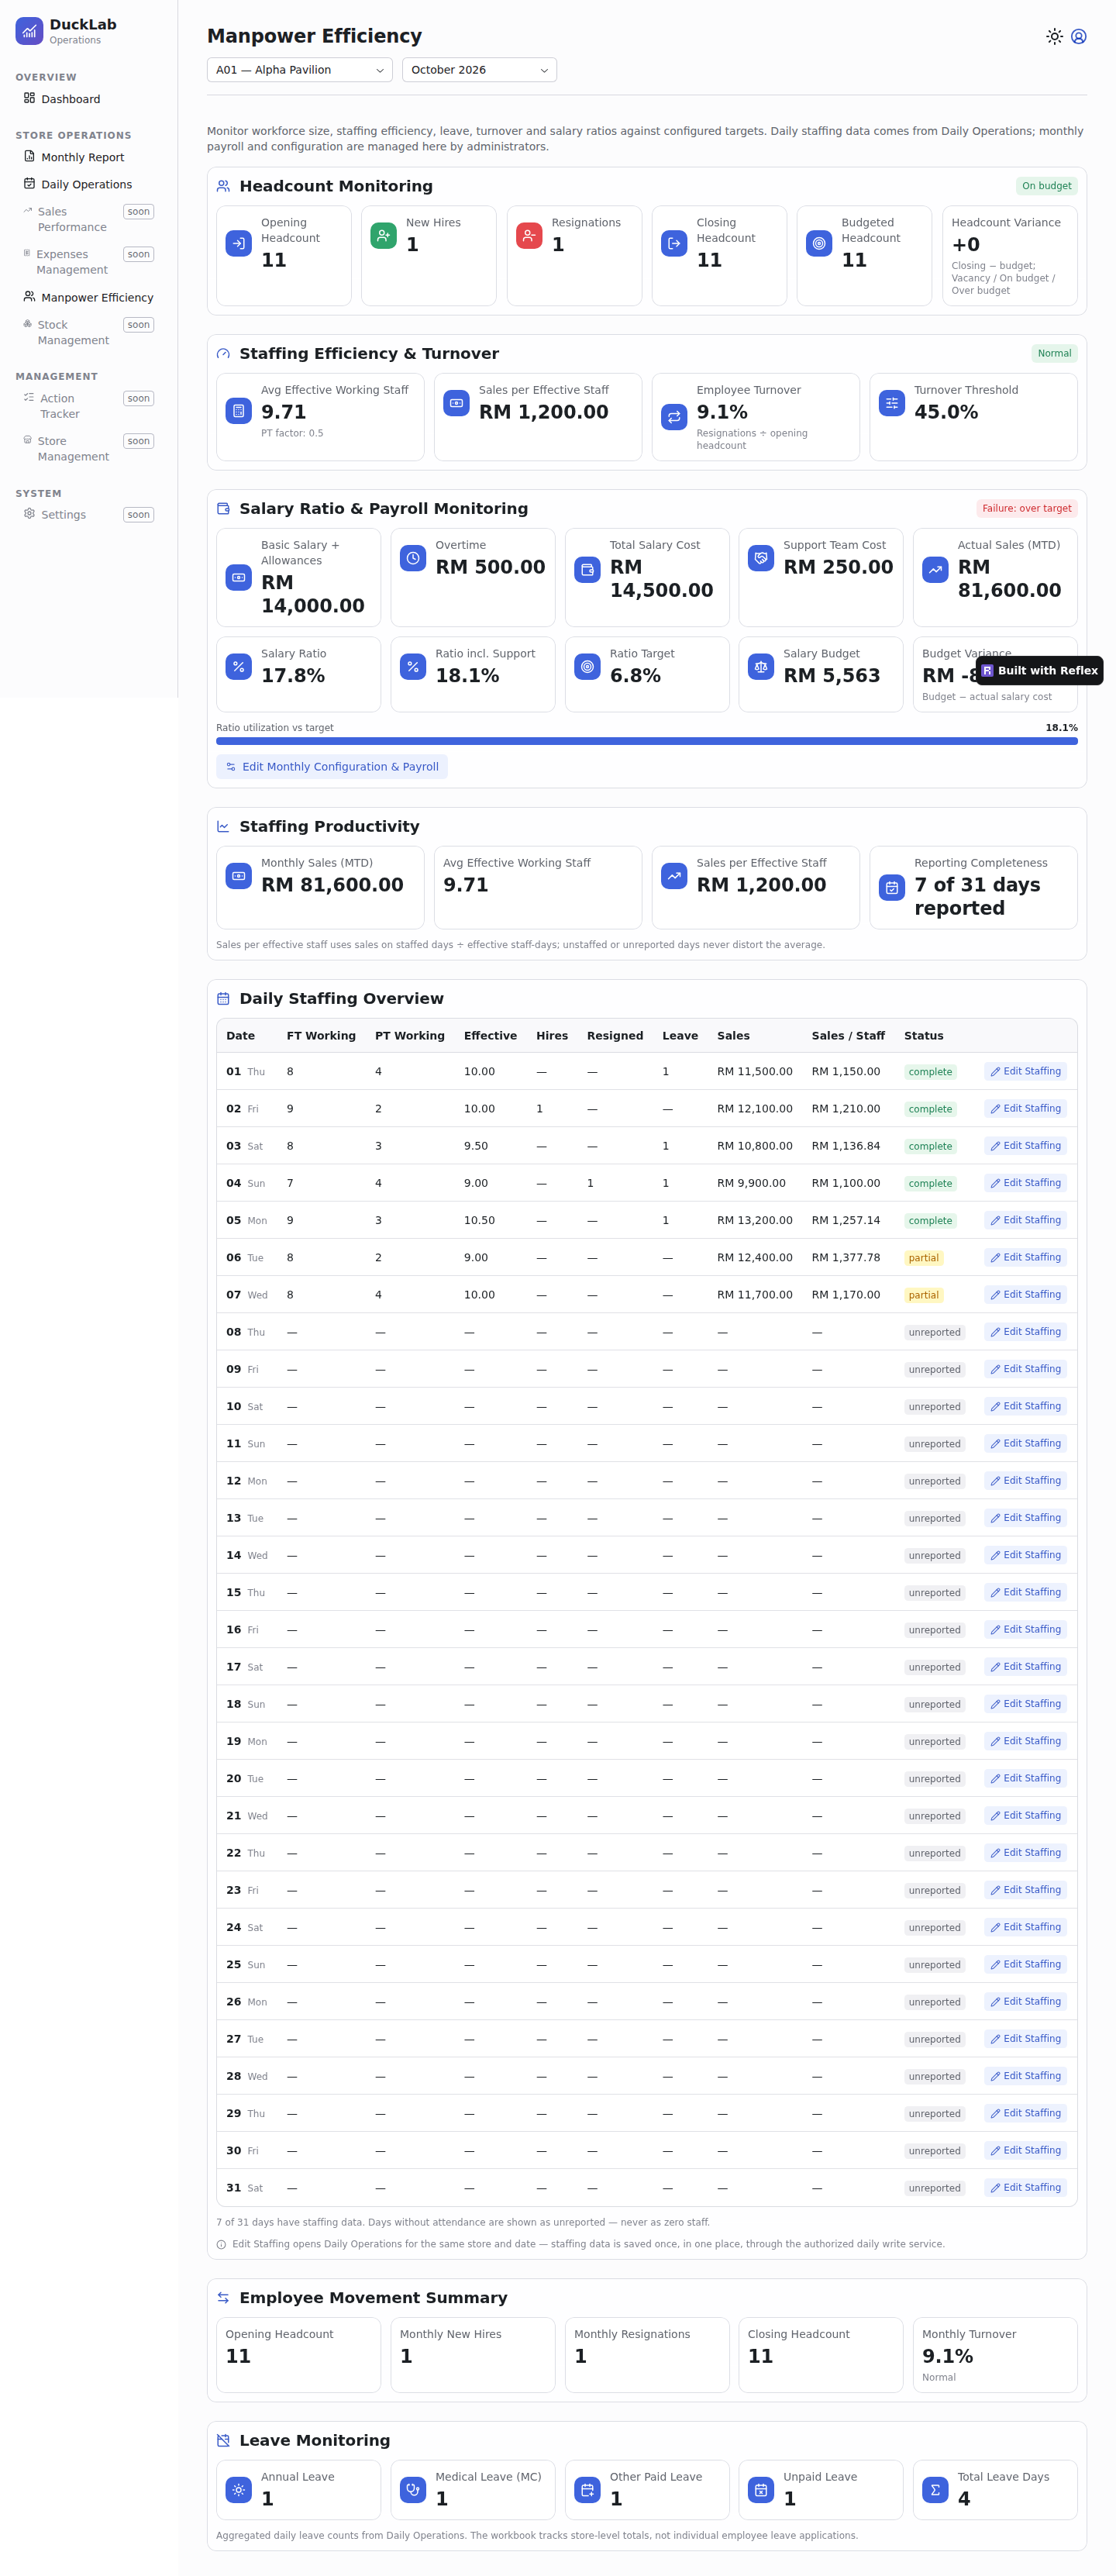 DuckLab
Operations
OVERVIEW
Dashboard
STORE OPERATIONS
Monthly Report
Daily Operations
Sales
Performance
soon
Expenses
Management
soon
Manpower Efficiency
Stock
Management
soon
MANAGEMENT
Action
Tracker
soon
Store
Management
soon
SYSTEM
Settings
soon
Manpower Efficiency
A01 — Alpha Pavilion
October 2026
Monitor workforce size, staffing efficiency, leave, turnover and salary ratios against configured targets. Daily staffing data comes from Daily Operations; monthly
payroll and configuration are managed here by administrators.
Headcount Monitoring
On budget
Opening
Headcount
11
New Hires
1
Resignations
1
Closing
Headcount
11
Budgeted
Headcount
11
Headcount Variance
+0
Closing − budget;
Vacancy / On budget /
Over budget
Staffing Efficiency & Turnover
Normal
Avg Effective Working Staff
9.71
PT factor: 0.5
Sales per Effective Staff
RM 1,200.00
Employee Turnover
9.1%
Resignations ÷ opening
headcount
Turnover Threshold
45.0%
Salary Ratio & Payroll Monitoring
Failure: over target
Basic Salary +
Allowances
RM
14,000.00
Overtime
RM 500.00
Total Salary Cost
RM
14,500.00
Support Team Cost
RM 250.00
Actual Sales (MTD)
RM
81,600.00
Salary Ratio
17.8%
Ratio incl. Support
18.1%
Ratio Target
6.8%
Salary Budget
RM 5,563
Budget Variance
RM -8
Budget − actual salary cost
Built with Reflex
Ratio utilization vs target
18.1%
Edit Monthly Configuration & Payroll
Staffing Productivity
Monthly Sales (MTD)
RM 81,600.00
Avg Effective Working Staff
9.71
Sales per Effective Staff
RM 1,200.00
Reporting Completeness
7 of 31 days
reported
Sales per effective staff uses sales on staffed days ÷ effective staff-days; unstaffed or unreported days never distort the average.
Daily Staffing Overview
Date FT Working PT Working Effective Hires Resigned Leave Sales Sales / Staff Status
01 Thu 8 4 10.00 — — 1 RM 11,500.00 RM 1,150.00 complete Edit Staffing
02 Fri 9 2 10.00 1 — — RM 12,100.00 RM 1,210.00 complete Edit Staffing
03 Sat 8 3 9.50 — — 1 RM 10,800.00 RM 1,136.84 complete Edit Staffing
04 Sun 7 4 9.00 — 1 1 RM 9,900.00 RM 1,100.00 complete Edit Staffing
05 Mon 9 3 10.50 — — 1 RM 13,200.00 RM 1,257.14 complete Edit Staffing
06 Tue 8 2 9.00 — — — RM 12,400.00 RM 1,377.78 partial Edit Staffing
07 Wed 8 4 10.00 — — — RM 11,700.00 RM 1,170.00 partial Edit Staffing
08 Thu — — — — — — — — unreported Edit Staffing
09 Fri — — — — — — — — unreported Edit Staffing
10 Sat — — — — — — — — unreported Edit Staffing
11 Sun — — — — — — — — unreported Edit Staffing
12 Mon — — — — — — — — unreported Edit Staffing
13 Tue — — — — — — — — unreported Edit Staffing
14 Wed — — — — — — — — unreported Edit Staffing
15 Thu — — — — — — — — unreported Edit Staffing
16 Fri — — — — — — — — unreported Edit Staffing
17 Sat — — — — — — — — unreported Edit Staffing
18 Sun — — — — — — — — unreported Edit Staffing
19 Mon — — — — — — — — unreported Edit Staffing
20 Tue — — — — — — — — unreported Edit Staffing
21 Wed — — — — — — — — unreported Edit Staffing
22 Thu — — — — — — — — unreported Edit Staffing
23 Fri — — — — — — — — unreported Edit Staffing
24 Sat — — — — — — — — unreported Edit Staffing
25 Sun — — — — — — — — unreported Edit Staffing
26 Mon — — — — — — — — unreported Edit Staffing
27 Tue — — — — — — — — unreported Edit Staffing
28 Wed — — — — — — — — unreported Edit Staffing
29 Thu — — — — — — — — unreported Edit Staffing
30 Fri — — — — — — — — unreported Edit Staffing
31 Sat — — — — — — — — unreported Edit Staffing
7 of 31 days have staffing data. Days without attendance are shown as unreported — never as zero staff.
Edit Staffing opens Daily Operations for the same store and date — staffing data is saved once, in one place, through the authorized daily write service.
Employee Movement Summary
Opening Headcount
11
Monthly New Hires
1
Monthly Resignations
1
Closing Headcount
11
Monthly Turnover
9.1%
Normal
Leave Monitoring
Annual Leave
1
Medical Leave (MC)
1
Other Paid Leave
1
Unpaid Leave
1
Total Leave Days
4
Aggregated daily leave counts from Daily Operations. The workbook tracks store-level totals, not individual employee leave applications.